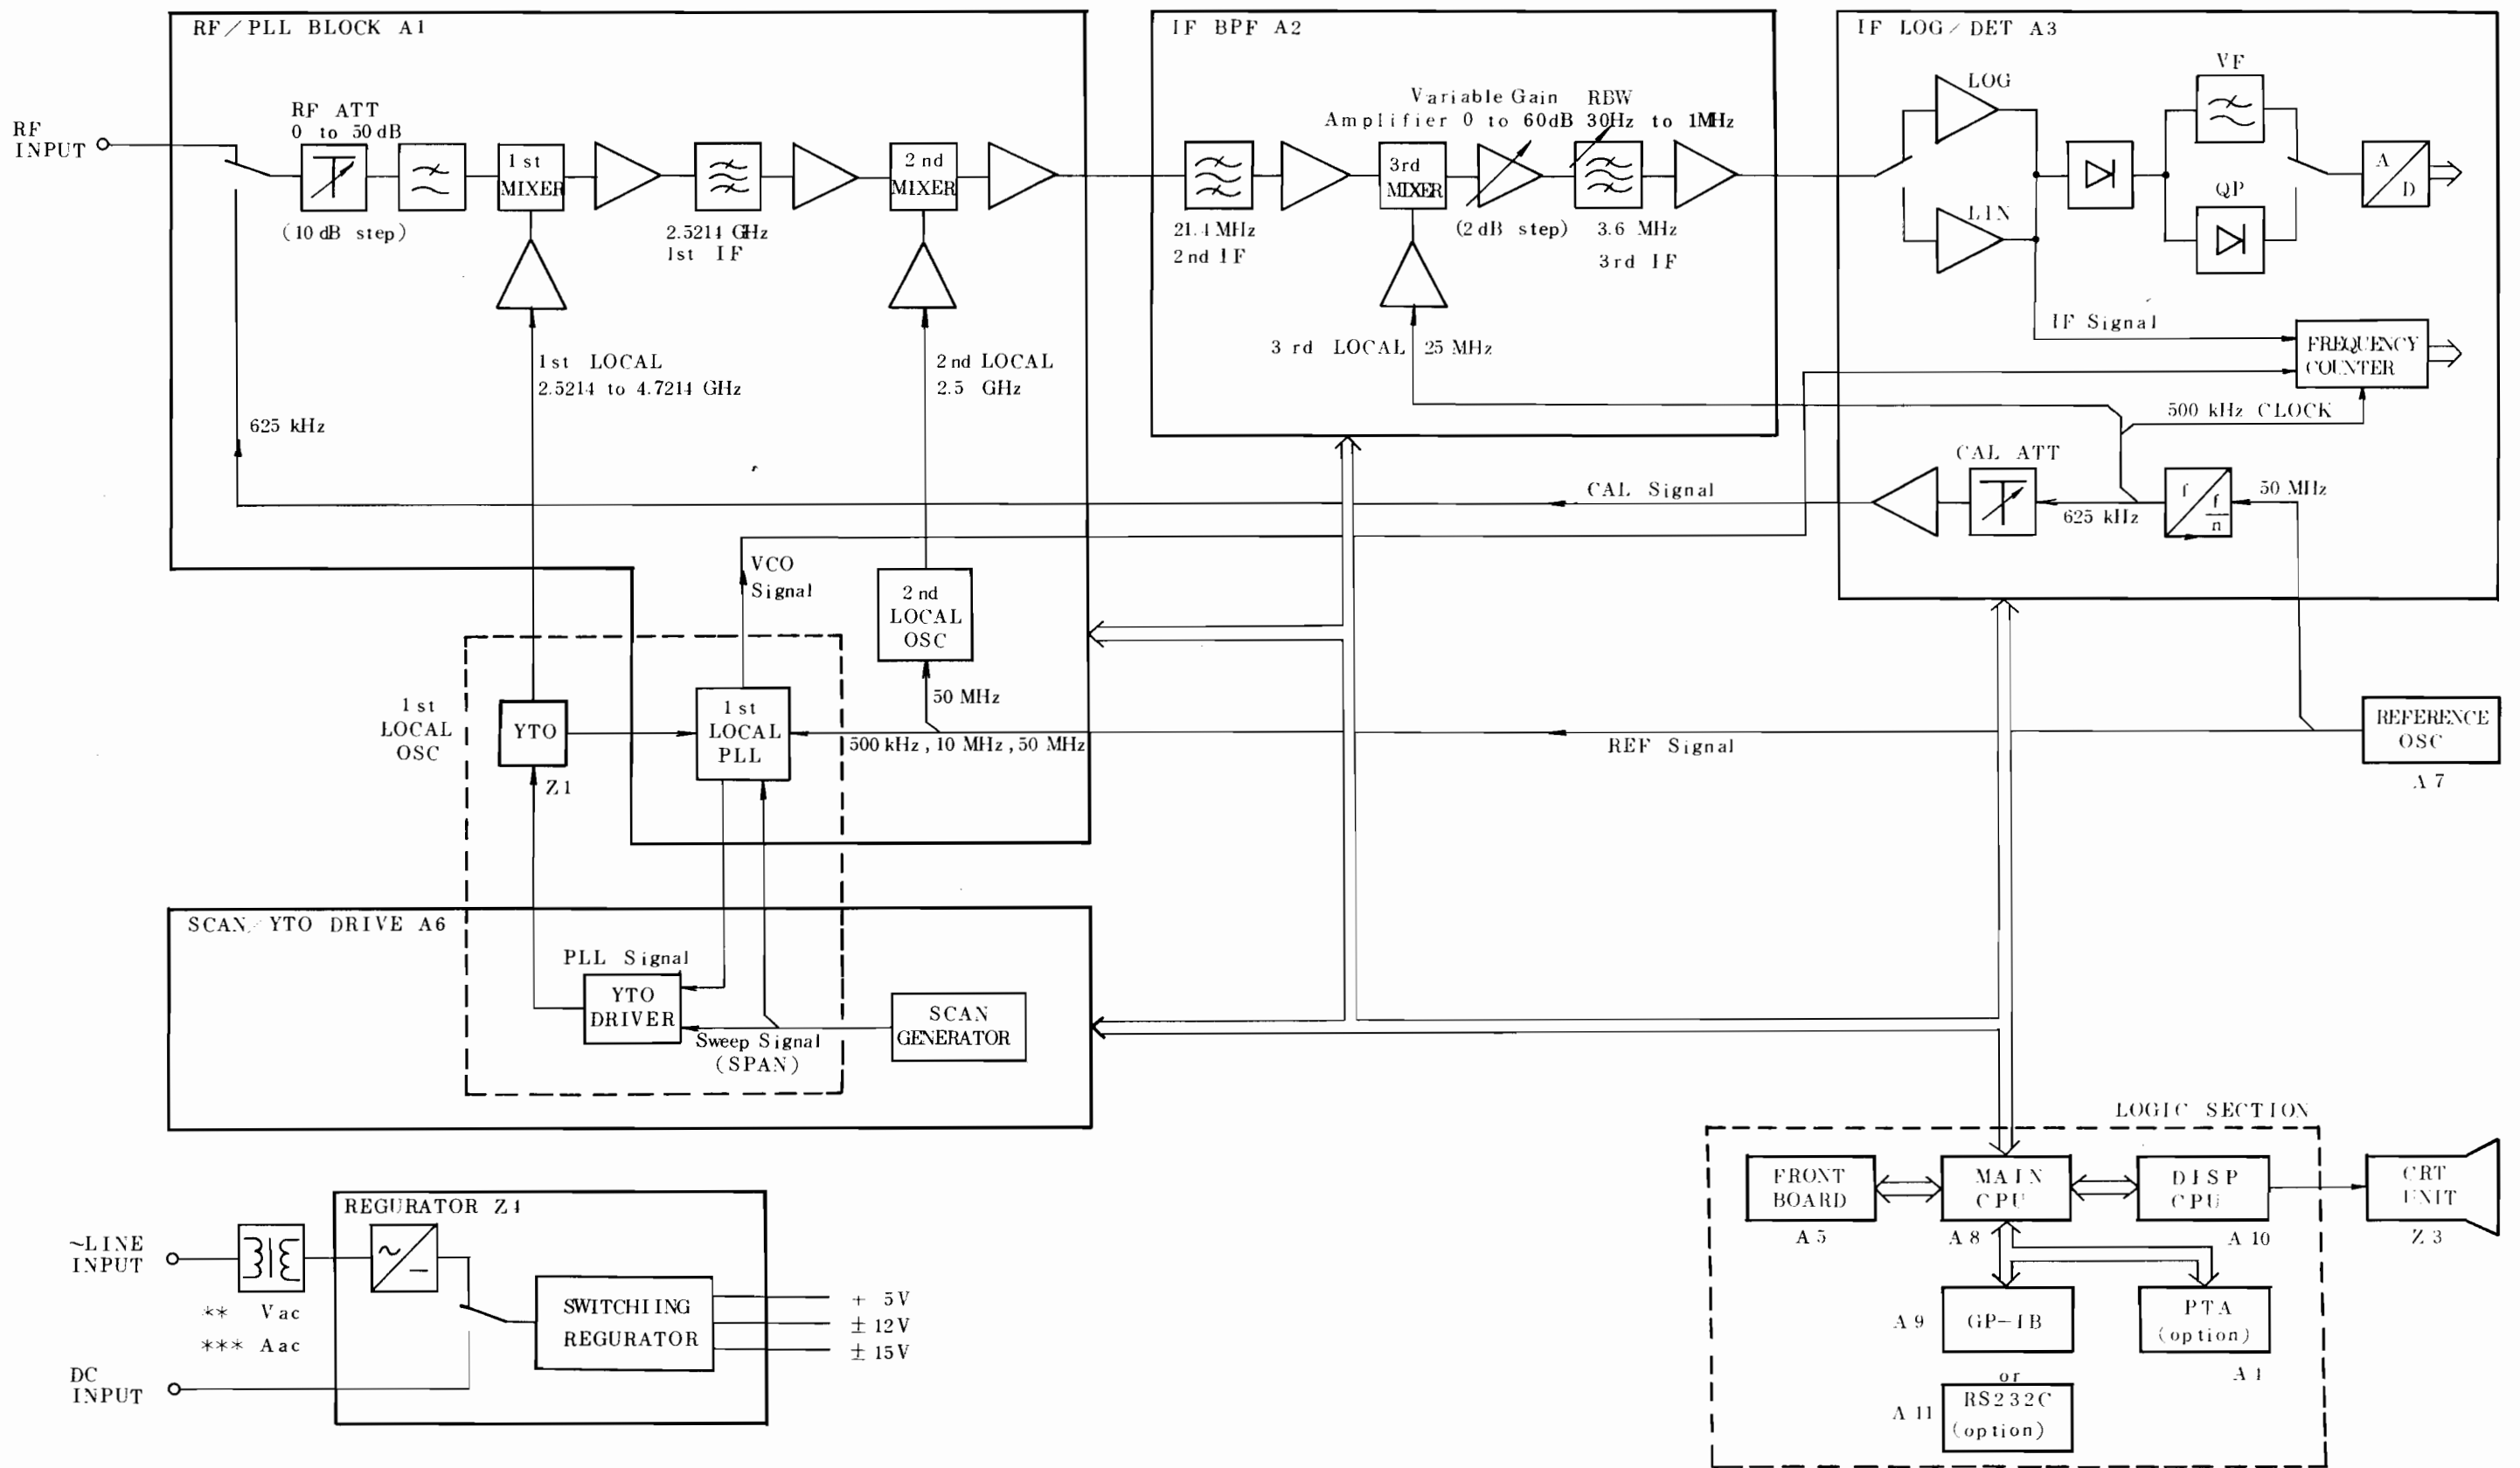 RF/PLL BLOCK A1
RF
INPUT
RF ATT
0 to 50dB
(10 dB step)
1st
MIXER
2.5214 GHz
1st IF
2nd
MIXER
1st LOCAL
2.5214 to 4.7214 GHz
2nd LOCAL
2.5 GHz
625 kHz
VCO
Signal
2nd
LOCAL
OSC
50 MHz
1st
LOCAL
OSC
YTO
Z1
1st
LOCAL
PLL
500 kHz, 10 MHz, 50 MHz
IF BPF A2
Variable Gain
Amplifier 0 to 60dB
RBW
30Hz to 1MHz
21.4 MHz
2nd IF
3rd
MIXER
(2dB step)
3.6 MHz
3rd IF
3rd LOCAL
25 MHz
IF LOG/DET A3
LOG
LIN
VF
QP
A
D
IF Signal
FREQUENCY
COUNTER
500 kHz CLOCK
CAL ATT
CAL Signal
625 kHz
f
f
n
50 MHz
REF Signal
REFERENCE
OSC
A7
SCAN/YTO DRIVE A6
PLL Signal
YTO
DRIVER
Sweep Signal
(SPAN)
SCAN
GENERATOR
REGURATOR Z4
~LINE
INPUT
** Vac
*** Aac
DC
INPUT
~
—
SWITCHIING
REGURATOR
+ 5V
± 12V
± 15V
LOGIC SECTION
FRONT
BOARD
A5
MAIN
CPU
A8
DISP
CPU
A10
CRT
UNIT
Z3
A9
GP-IB
PTA
(option)
A4
or
A11
RS232C
(option)